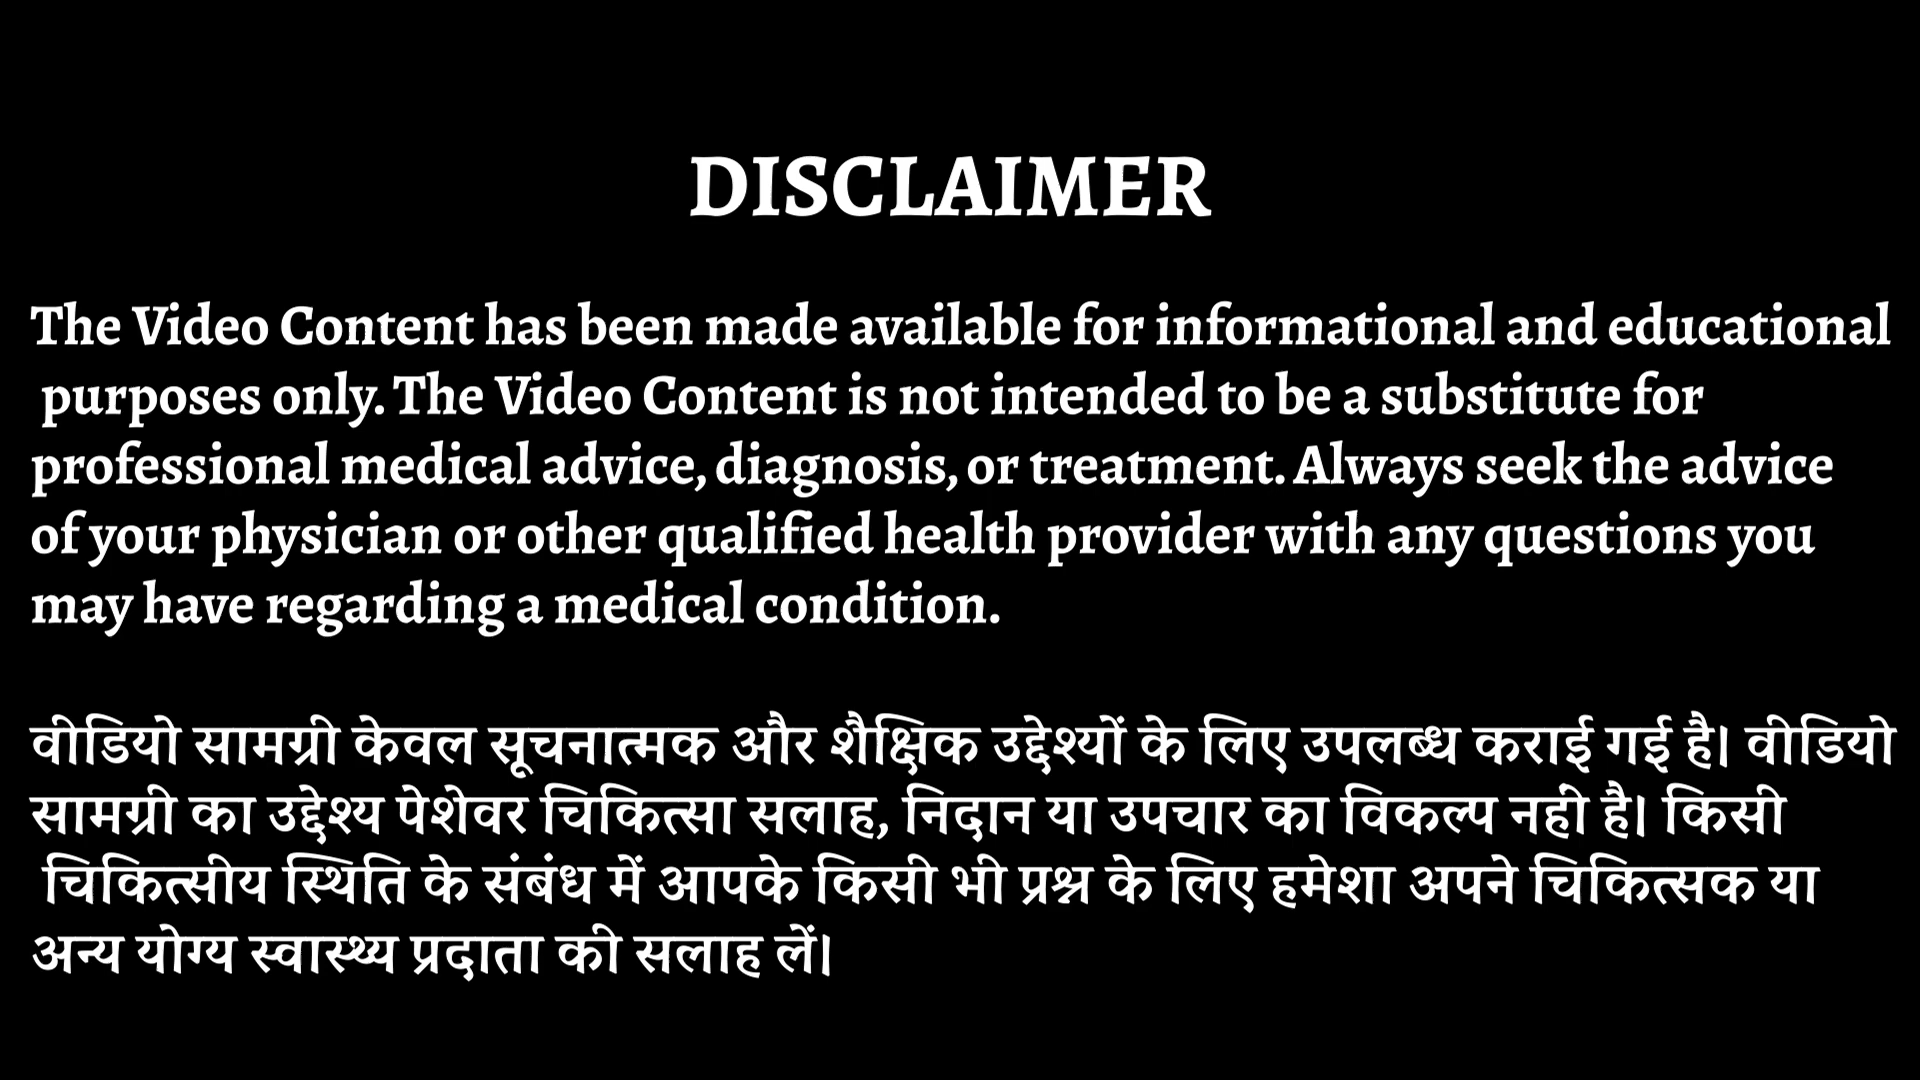 DISCLAIMER
The Video Content has been made available for informational and educational
purposes only. The Video Content is not intended to be a substitute for
professional medical advice, diagnosis, or treatment. Always seek the advice
of your physician or other qualified health provider with any questions you
may have regarding a medical condition.
वीडियो सामग्री केवल सूचनात्मक और शैक्षिक उद्देश्यों के लिए उपलब्ध कराई गई है। वीडियो
सामग्री का उद्देश्य पेशेवर चिकित्सा सलाह, निदान या उपचार का विकल्प नहीं है। किसी
चिकित्सीय स्थिति के संबंध में आपके किसी भी प्रश्न के लिए हमेशा अपने चिकित्सक या
अन्य योग्य स्वास्थ्य प्रदाता की सलाह लें।